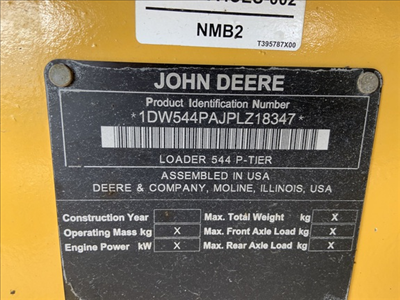 NMB2
T395787X00
JOHN DEERE
Product Identification Number
*1DW544PAJPLZ18347*
LOADER 544 P-TIER
ASSEMBLED IN USA
DEERE & COMPANY, MOLINE, ILLINOIS, USA
Construction Year Max. Total Weight kg X
Operating Mass kg X Max. Front Axle Load kg X
Engine Power kW X Max. Rear Axle Load kg X